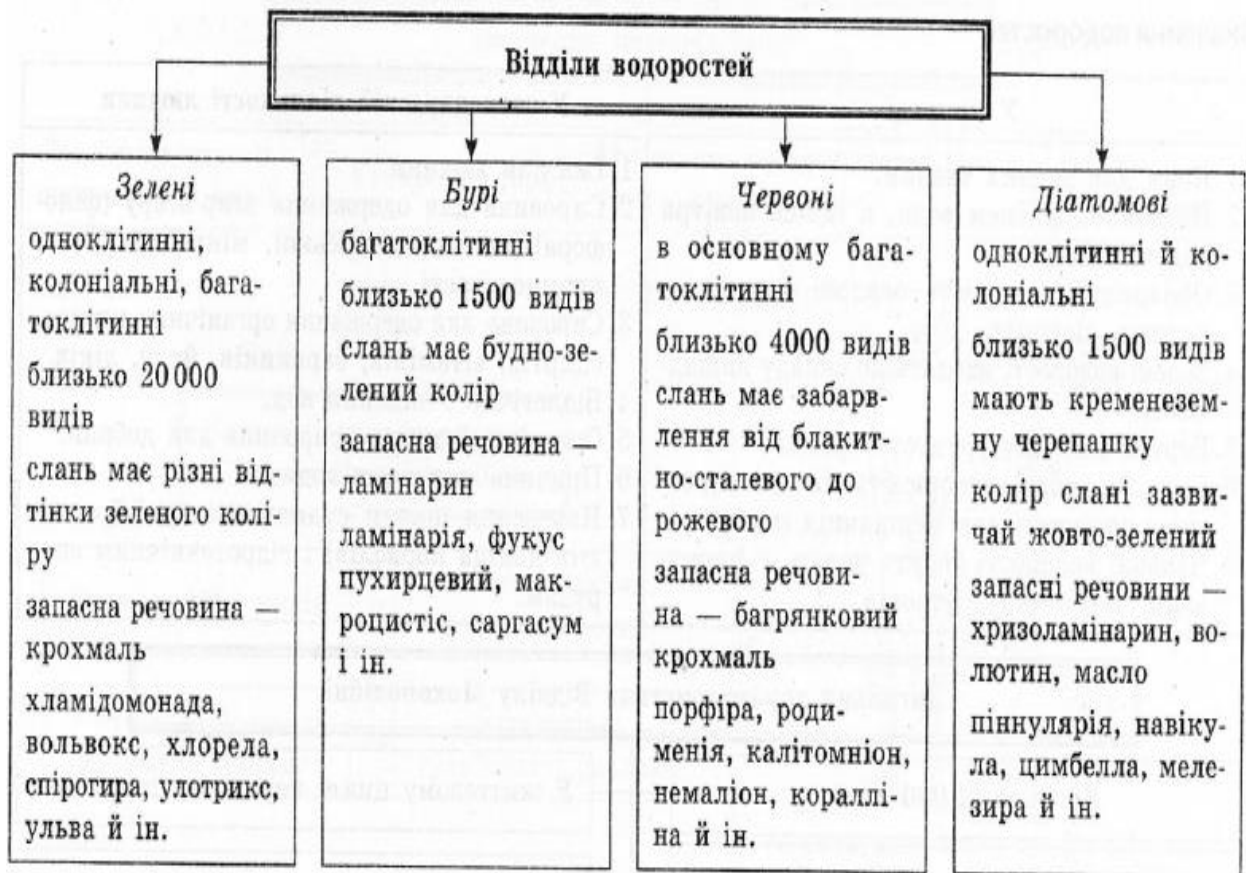 Відділи водоростей
Зелені
одноклітинні,
колоніальні, бага-
токлітинні
близько 20 000
видів
слань має різні від-
тінки зеленого колі-
ру
запасна речовина —
крохмаль
хламідомонада,
вольвокс, хлорела,
спірогира, улотрикс,
ульва й ін.
Бурі
багатоклітинні
близько 1500 видів
слань має будно-зе-
лений колір
запасна речовина —
ламінарин
ламінарія, фукус
пухирцевий, мак-
роцистіс, саргасум
і ін.
Червоні
в основному бага-
токлітинні
близько 4000 видів
слань має забарв-
лення від блакит-
но-сталевого до
рожевого
запасна речови-
на — багрянковий
крохмаль
порфіра, роди-
менія, калітомніон,
немаліон, кораллі-
на й ін.
Діатомові
одноклітинні й ко-
лоніальні
близько 1500 видів
мають кременезем-
ну черепашку
колір слані зазви-
чай жовто-зелений
запасні речовини —
хризоламінарин, во-
лютин, масло
піннулярія, навіку-
ла, цимбелла, меле-
зира й ін.